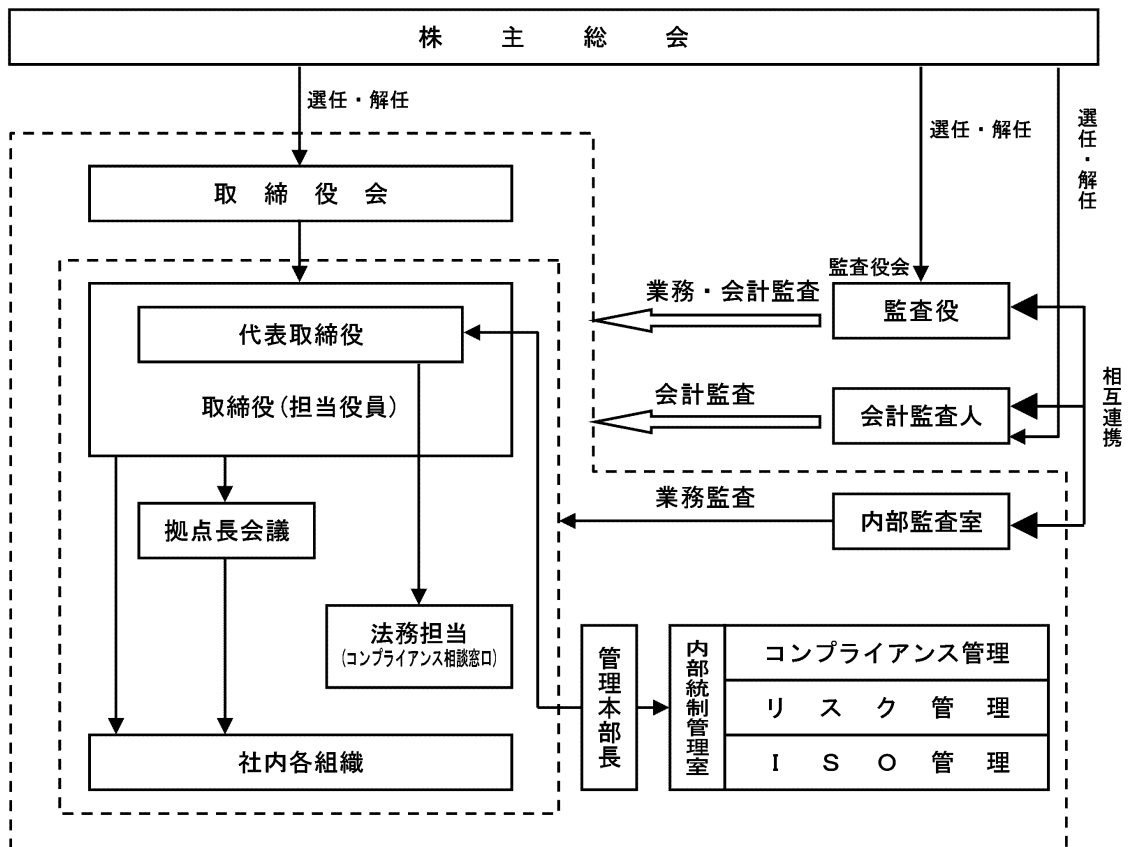 株主総会
選任・解任
選任・解任
選任・解任
取締役会
監査役会
業務・会計監査
監査役
代表取締役
取締役(担当役員)
会計監査
会計監査人
相互連携
業務監査
内部監査室
拠点長会議
法務担当
(コンプライアンス相談窓口)
管理本部長
内部統制管理室
コンプライアンス管理
リスク管理
ISO管理
社内各組織